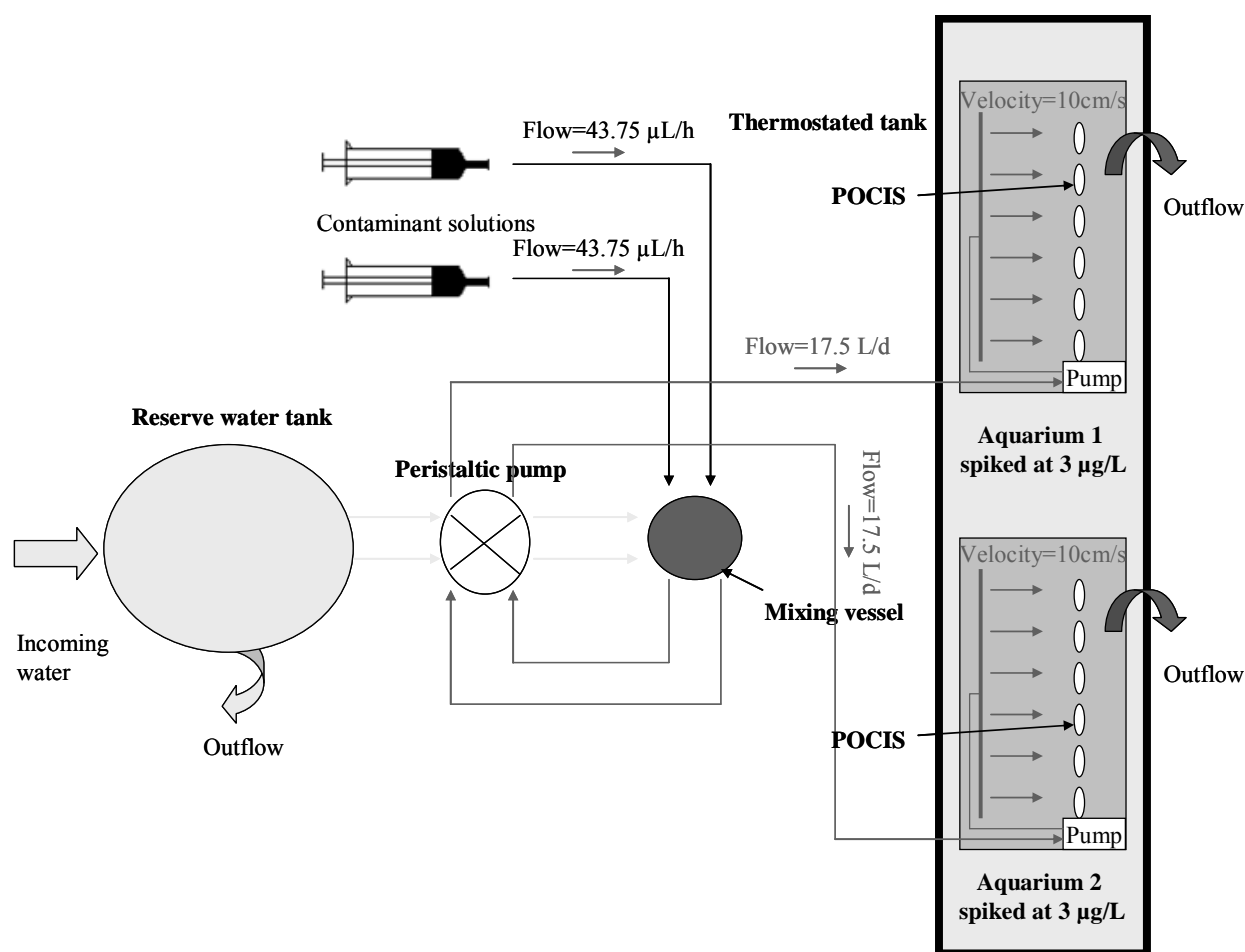 Velocity=10cm/s
Flow=43.75 µL/h
Thermostated tank
POCIS
Outflow
Contaminant solutions
Flow=43.75 µL/h
Flow=17.5 L/d
Pump
Reserve water tank
Aquarium 1
spiked at 3 µg/L
Peristaltic pump
Flow=17.5 L/d
Velocity=10cm/s
Mixing vessel
Incoming
water
Outflow
Outflow
POCIS
Pump
Aquarium 2
spiked at 3 µg/L